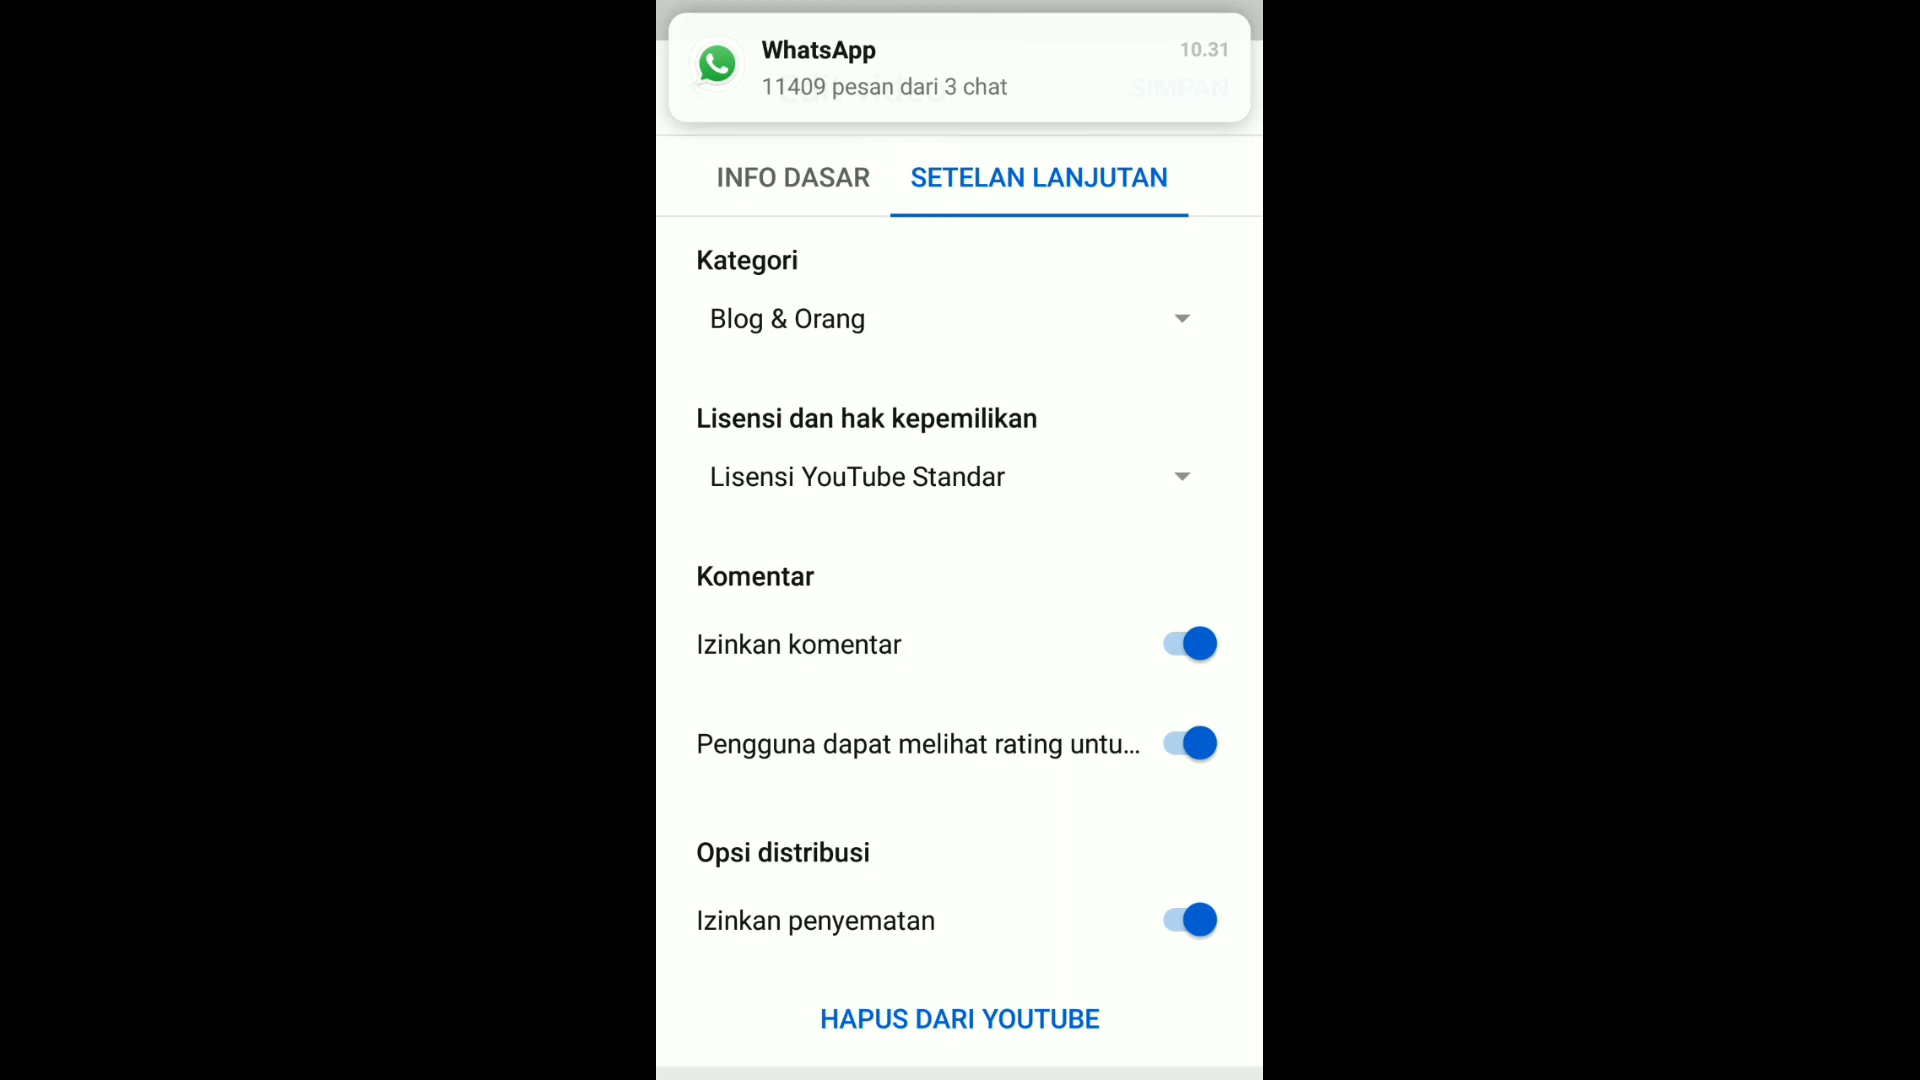 WhatsApp
10.31
11409 pesan dari 3 chat
SIMPAN
INFO DASAR
SETELAN LANJUTAN
Kategori
Blog & Orang
Lisensi dan hak kepemilikan
Lisensi YouTube Standar
Komentar
Izinkan komentar
Pengguna dapat melihat rating untu...
Opsi distribusi
Izinkan penyematan
HAPUS DARI YOUTUBE